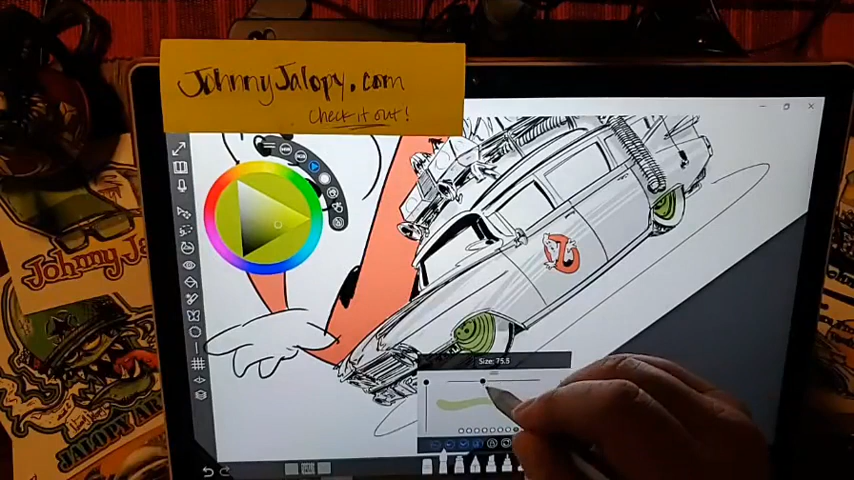 JohnnyJalopy.com
Check it out!
Size: 75.5
JOHNNY JA
JALOPY AR